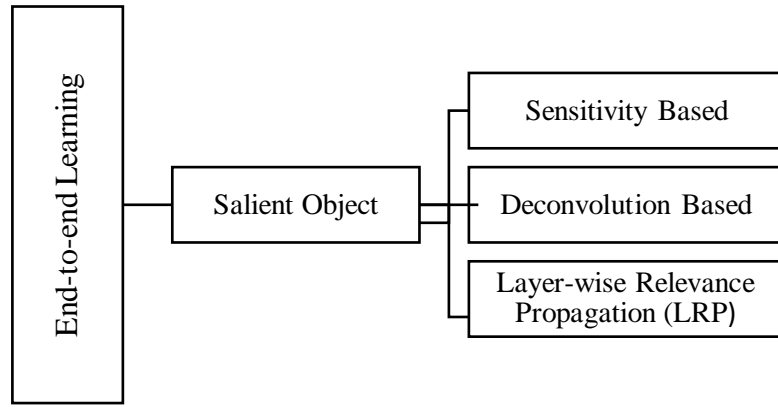 End-to-end Learning
Salient Object
Sensitivity Based
Deconvolution Based
Layer-wise Relevance
Propagation (LRP)